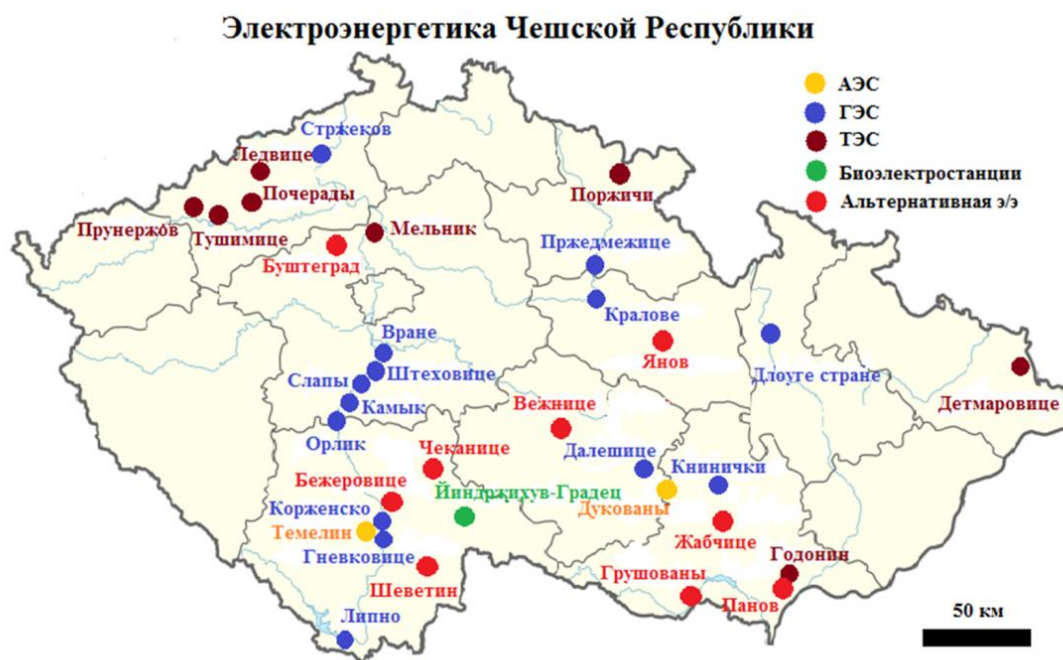 Электроэнергетика Чешской Республики
АЭС
ГЭС
ТЭС
Биоэлектростанции
Альтернативная э/э
Стржеков
Ледвице
Почерады
Прунержов
Тушимице
Мельник
Буштеград
Поржичи
Пржедмежице
Кралове
Янов
Вране
Штеховице
Слапы
Камык
Орлик
Длоуге стране
Детмаровице
Вежнице
Чеканице
Далешице
Книнички
Бежеровице
Йиндржихув-Градец
Дукованы
Корженско
Темелин
Гневковице
Жабчице
Шеветин
Годонин
Грушованы
Панов
Липно
50 км